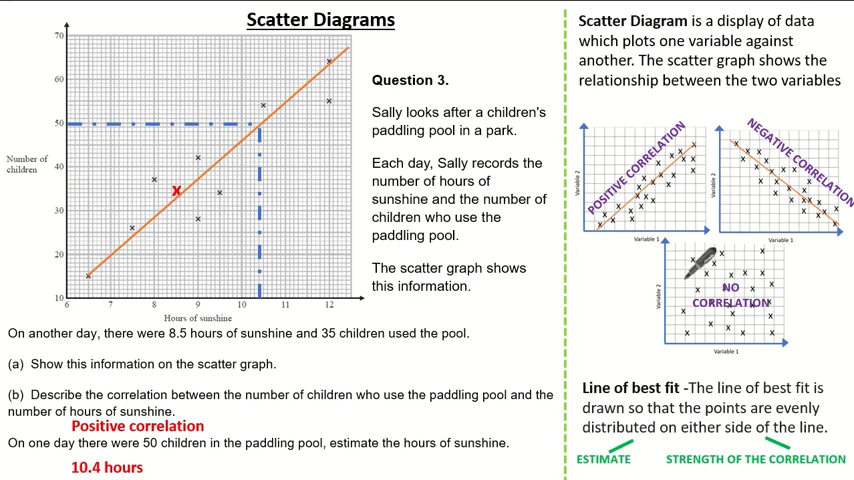 Scatter Diagrams
70
60
50
40
30
20
10
Number of
children
6 7 8 9 10 11 12
Hours of sunshine
x
Question 3.
Sally looks after a children's
paddling pool in a park.
Each day, Sally records the
number of hours of
sunshine and the number of
children who use the
paddling pool.
The scatter graph shows
this information.
On another day, there were 8.5 hours of sunshine and 35 children used the pool.
(a) Show this information on the scatter graph.
(b) Describe the correlation between the number of children who use the paddling pool and the
number of hours of sunshine.
Positive correlation
On one day there were 50 children in the paddling pool, estimate the hours of sunshine.
10.4 hours
Scatter Diagram is a display of data
which plots one variable against
another. The scatter graph shows the
relationship between the two variables
POSITIVE CORRELATION
Variable 2
Variable 1
NEGATIVE CORRELATION
Variable 2
Variable 1
NO
CORRELATION
Variable 2
Variable 1
Line of best fit -The line of best fit is
drawn so that the points are evenly
distributed on either side of the line.
ESTIMATE
STRENGTH OF THE CORRELATION